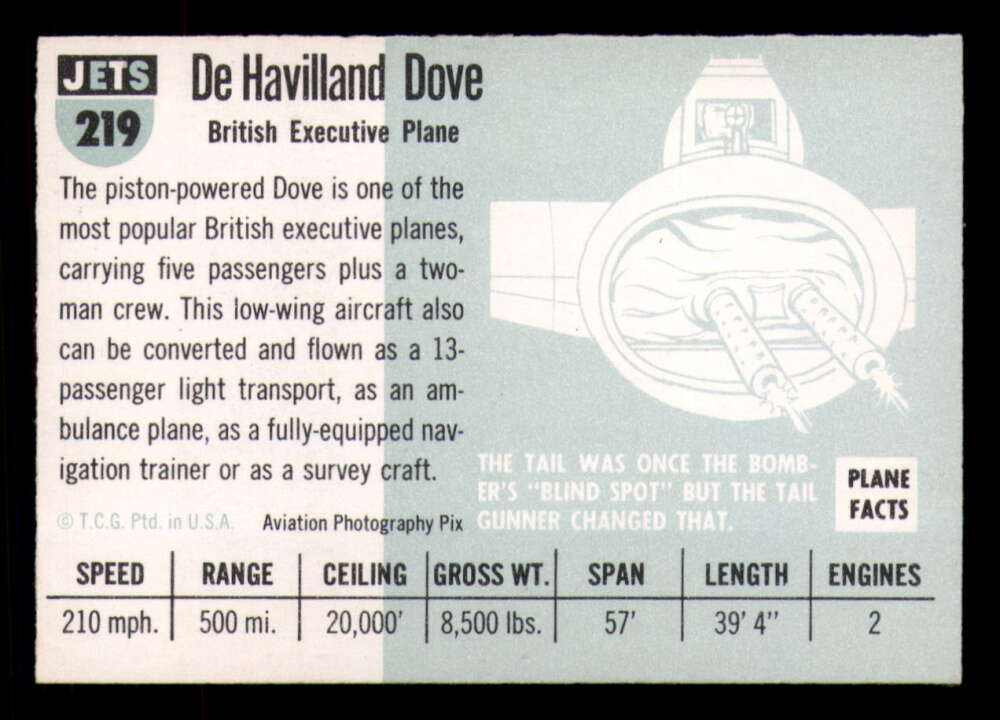 JETS
219
De Havilland Dove
British Executive Plane
The piston-powered Dove is one of the
most popular British executive planes,
carrying five passengers plus a two-
man crew. This low-wing aircraft also
can be converted and flown as a 13-
passenger light transport, as an am-
bulance plane, as a fully-equipped nav-
igation trainer or as a survey craft.
© T.C.G. Ptd. in U.S.A. Aviation Photography Pix
THE TAIL WAS ONCE THE BOMB-
ER'S "BLIND SPOT" BUT THE TAIL
GUNNER CHANGED THAT.
PLANE
FACTS
SPEED RANGE CEILING GROSS WT. SPAN LENGTH ENGINES
210 mph. 500 mi. 20,000' 8,500 lbs. 57' 39' 4" 2